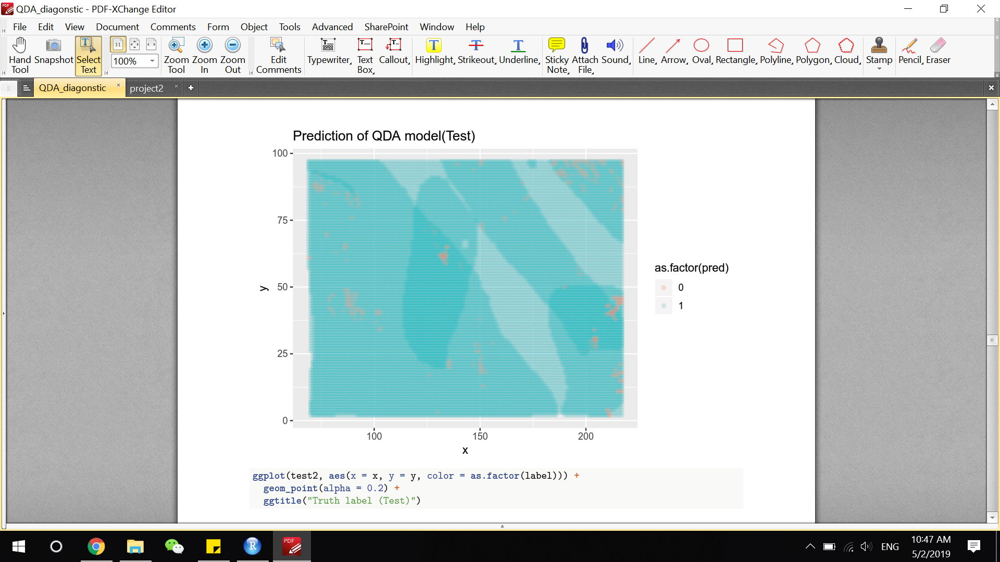 QDA_diagonstic - PDF-XChange Editor
File Edit View Document Comments Form Object Tools Advanced SharePoint Window Help
Hand Tool
Snapshot
Select Text
1:1
100%
Zoom Tool
Zoom In
Zoom Out
Edit Comments
Typewriter
Text Box
Callout
Highlight
Strikeout
Underline
Sticky Note
Attach File
Sound
Line
Arrow
Oval
Rectangle
Polyline
Polygon
Cloud
Stamp
Pencil
Eraser
QDA_diagonstic
project2
Prediction of QDA model(Test)
100
75
50
25
0
y
100 150 200
x
as.factor(pred)
0
1
ggplot(test2, aes(x = x, y = y, color = as.factor(label))) +
geom_point(alpha = 0.2) +
ggtitle("Truth label (Test)")
PDF
ENG
10:47 AM
5/2/2019